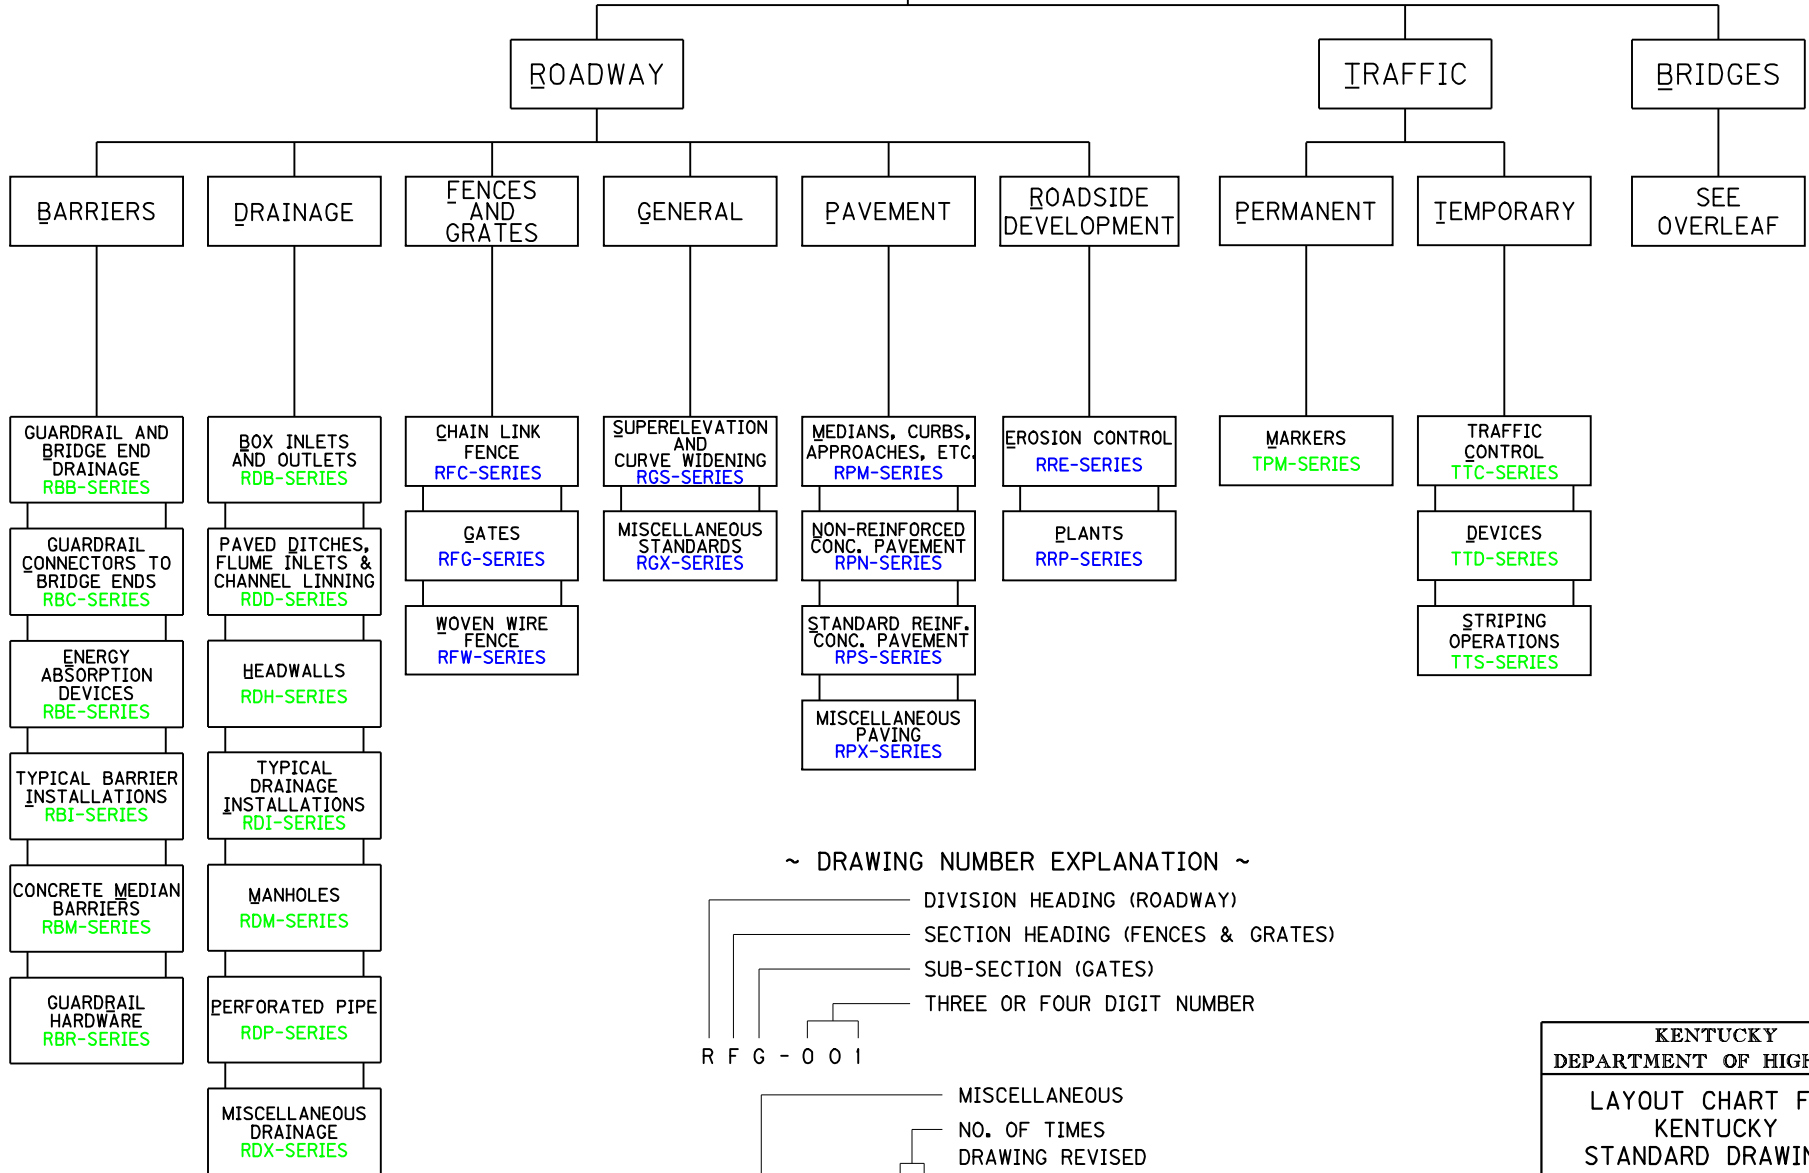 ROADWAY
TRAFFIC
BRIDGES
BARRIERS
DRAINAGE
FENCES
AND
GRATES
GENERAL
PAVEMENT
ROADSIDE
DEVELOPMENT
PERMANENT
TEMPORARY
SEE
OVERLEAF
GUARDRAIL AND
BRIDGE END
DRAINAGE
RBB-SERIES
GUARDRAIL
CONNECTORS TO
BRIDGE ENDS
RBC-SERIES
ENERGY
ABSORPTION
DEVICES
RBE-SERIES
TYPICAL BARRIER
INSTALLATIONS
RBI-SERIES
CONCRETE MEDIAN
BARRIERS
RBM-SERIES
GUARDRAIL
HARDWARE
RBR-SERIES
BOX INLETS
AND OUTLETS
RDB-SERIES
PAVED DITCHES,
FLUME INLETS &
CHANNEL LINNING
RDD-SERIES
HEADWALLS
RDH-SERIES
TYPICAL
DRAINAGE
INSTALLATIONS
RDI-SERIES
MANHOLES
RDM-SERIES
PERFORATED PIPE
RDP-SERIES
MISCELLANEOUS
DRAINAGE
RDX-SERIES
CHAIN LINK
FENCE
RFC-SERIES
GATES
RFG-SERIES
WOVEN WIRE
FENCE
RFW-SERIES
SUPERELEVATION
AND
CURVE WIDENING
RGS-SERIES
MISCELLANEOUS
STANDARDS
RGX-SERIES
MEDIANS, CURBS,
APPROACHES, ETC.
RPM-SERIES
NON-REINFORCED
CONC. PAVEMENT
RPN-SERIES
STANDARD REINF.
CONC. PAVEMENT
RPS-SERIES
MISCELLANEOUS
PAVING
RPX-SERIES
EROSION CONTROL
RRE-SERIES
PLANTS
RRP-SERIES
MARKERS
TPM-SERIES
TRAFFIC
CONTROL
TTC-SERIES
DEVICES
TTD-SERIES
STRIPING
OPERATIONS
TTS-SERIES
~ DRAWING NUMBER EXPLANATION ~
DIVISION HEADING (ROADWAY)
SECTION HEADING (FENCES & GRATES)
SUB-SECTION (GATES)
THREE OR FOUR DIGIT NUMBER
R F G - 0 0 1
MISCELLANEOUS
NO. OF TIMES
DRAWING REVISED
KENTUCKY
DEPARTMENT OF HIGH
LAYOUT CHART F
KENTUCKY
STANDARD DRAWIN